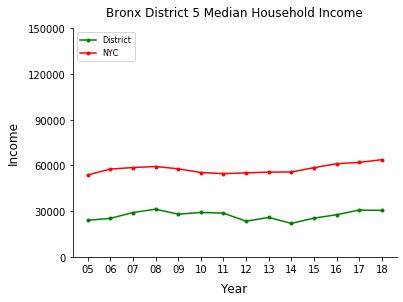 Bronx District 5 Median Household Income
150000
120000
90000
60000
30000
0
District
NYC
Income
05 06 07 08 09 10 11 12 13 14 15 16 17 18
Year